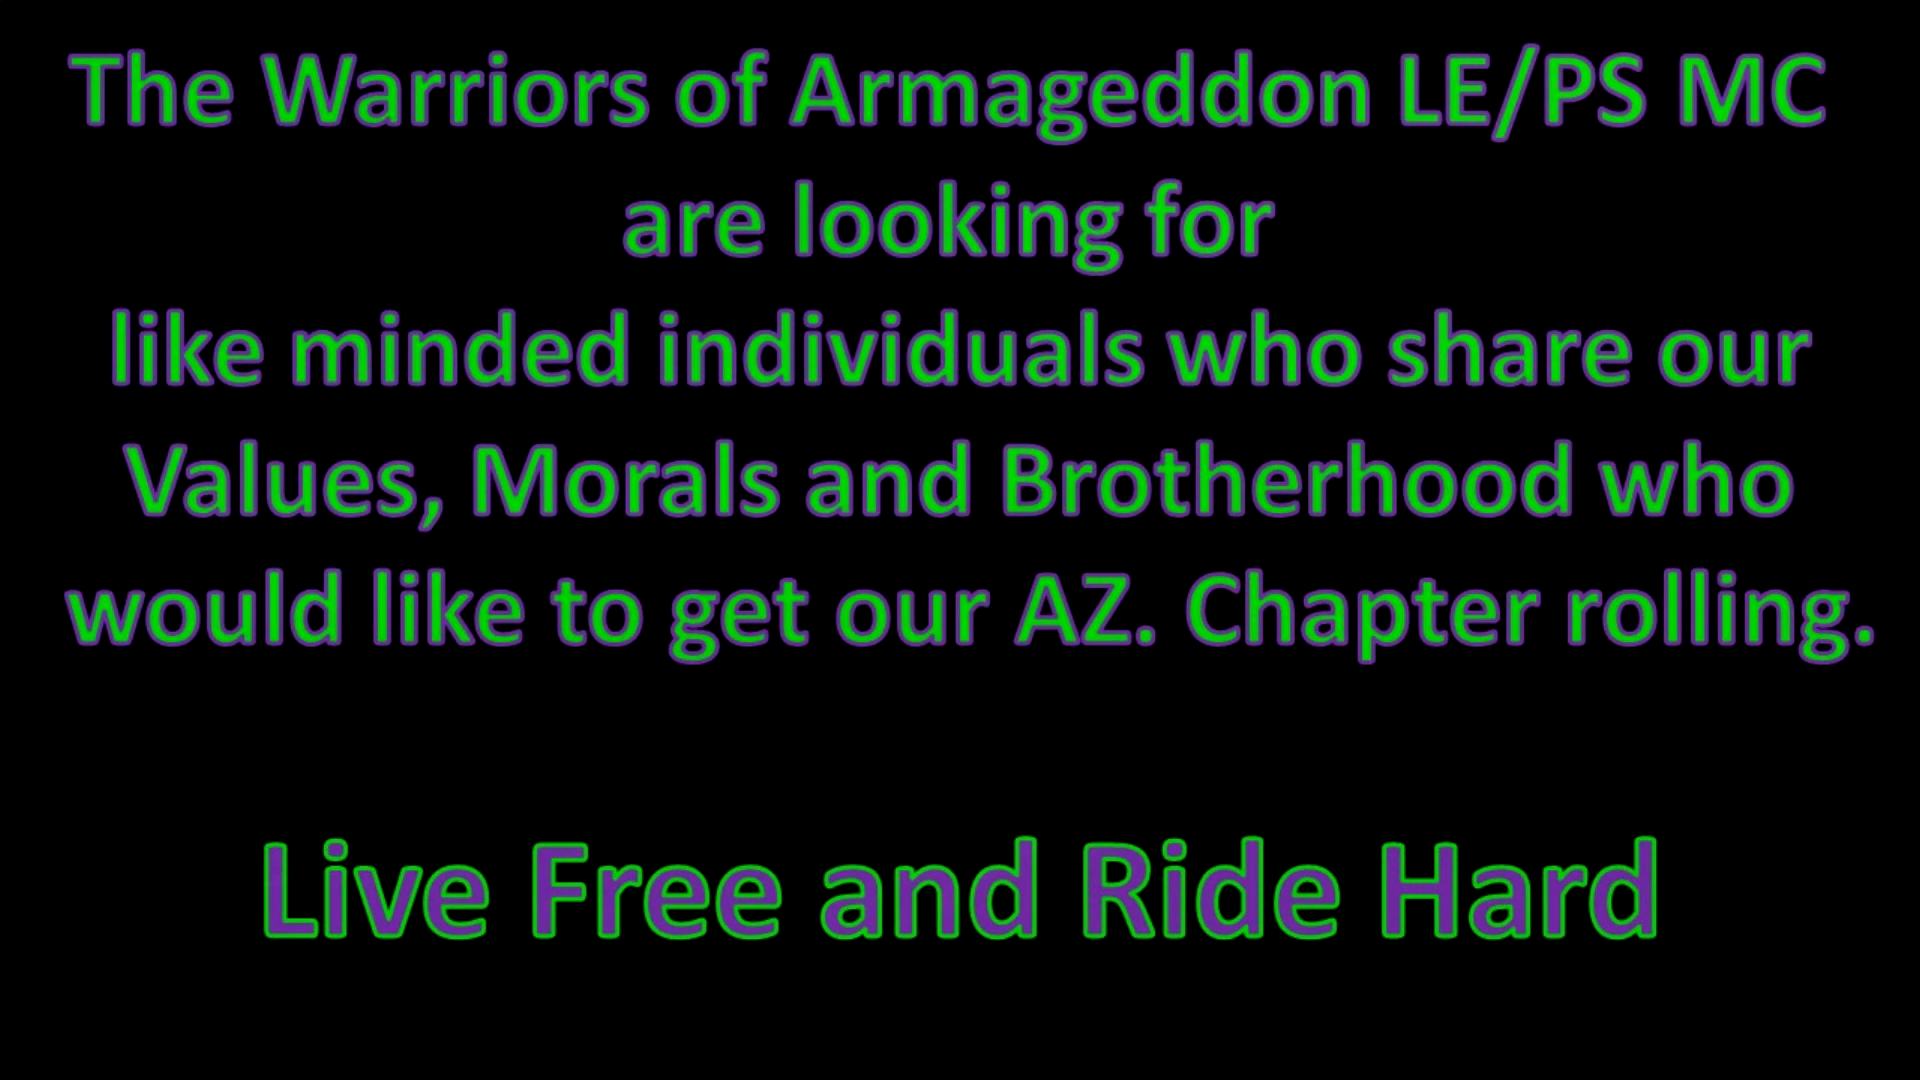 The Warriors of Armageddon LE/PS MC
are looking for
like minded individuals who share our
Values, Morals and Brotherhood who
would like to get our AZ. Chapter rolling.
Live Free and Ride Hard